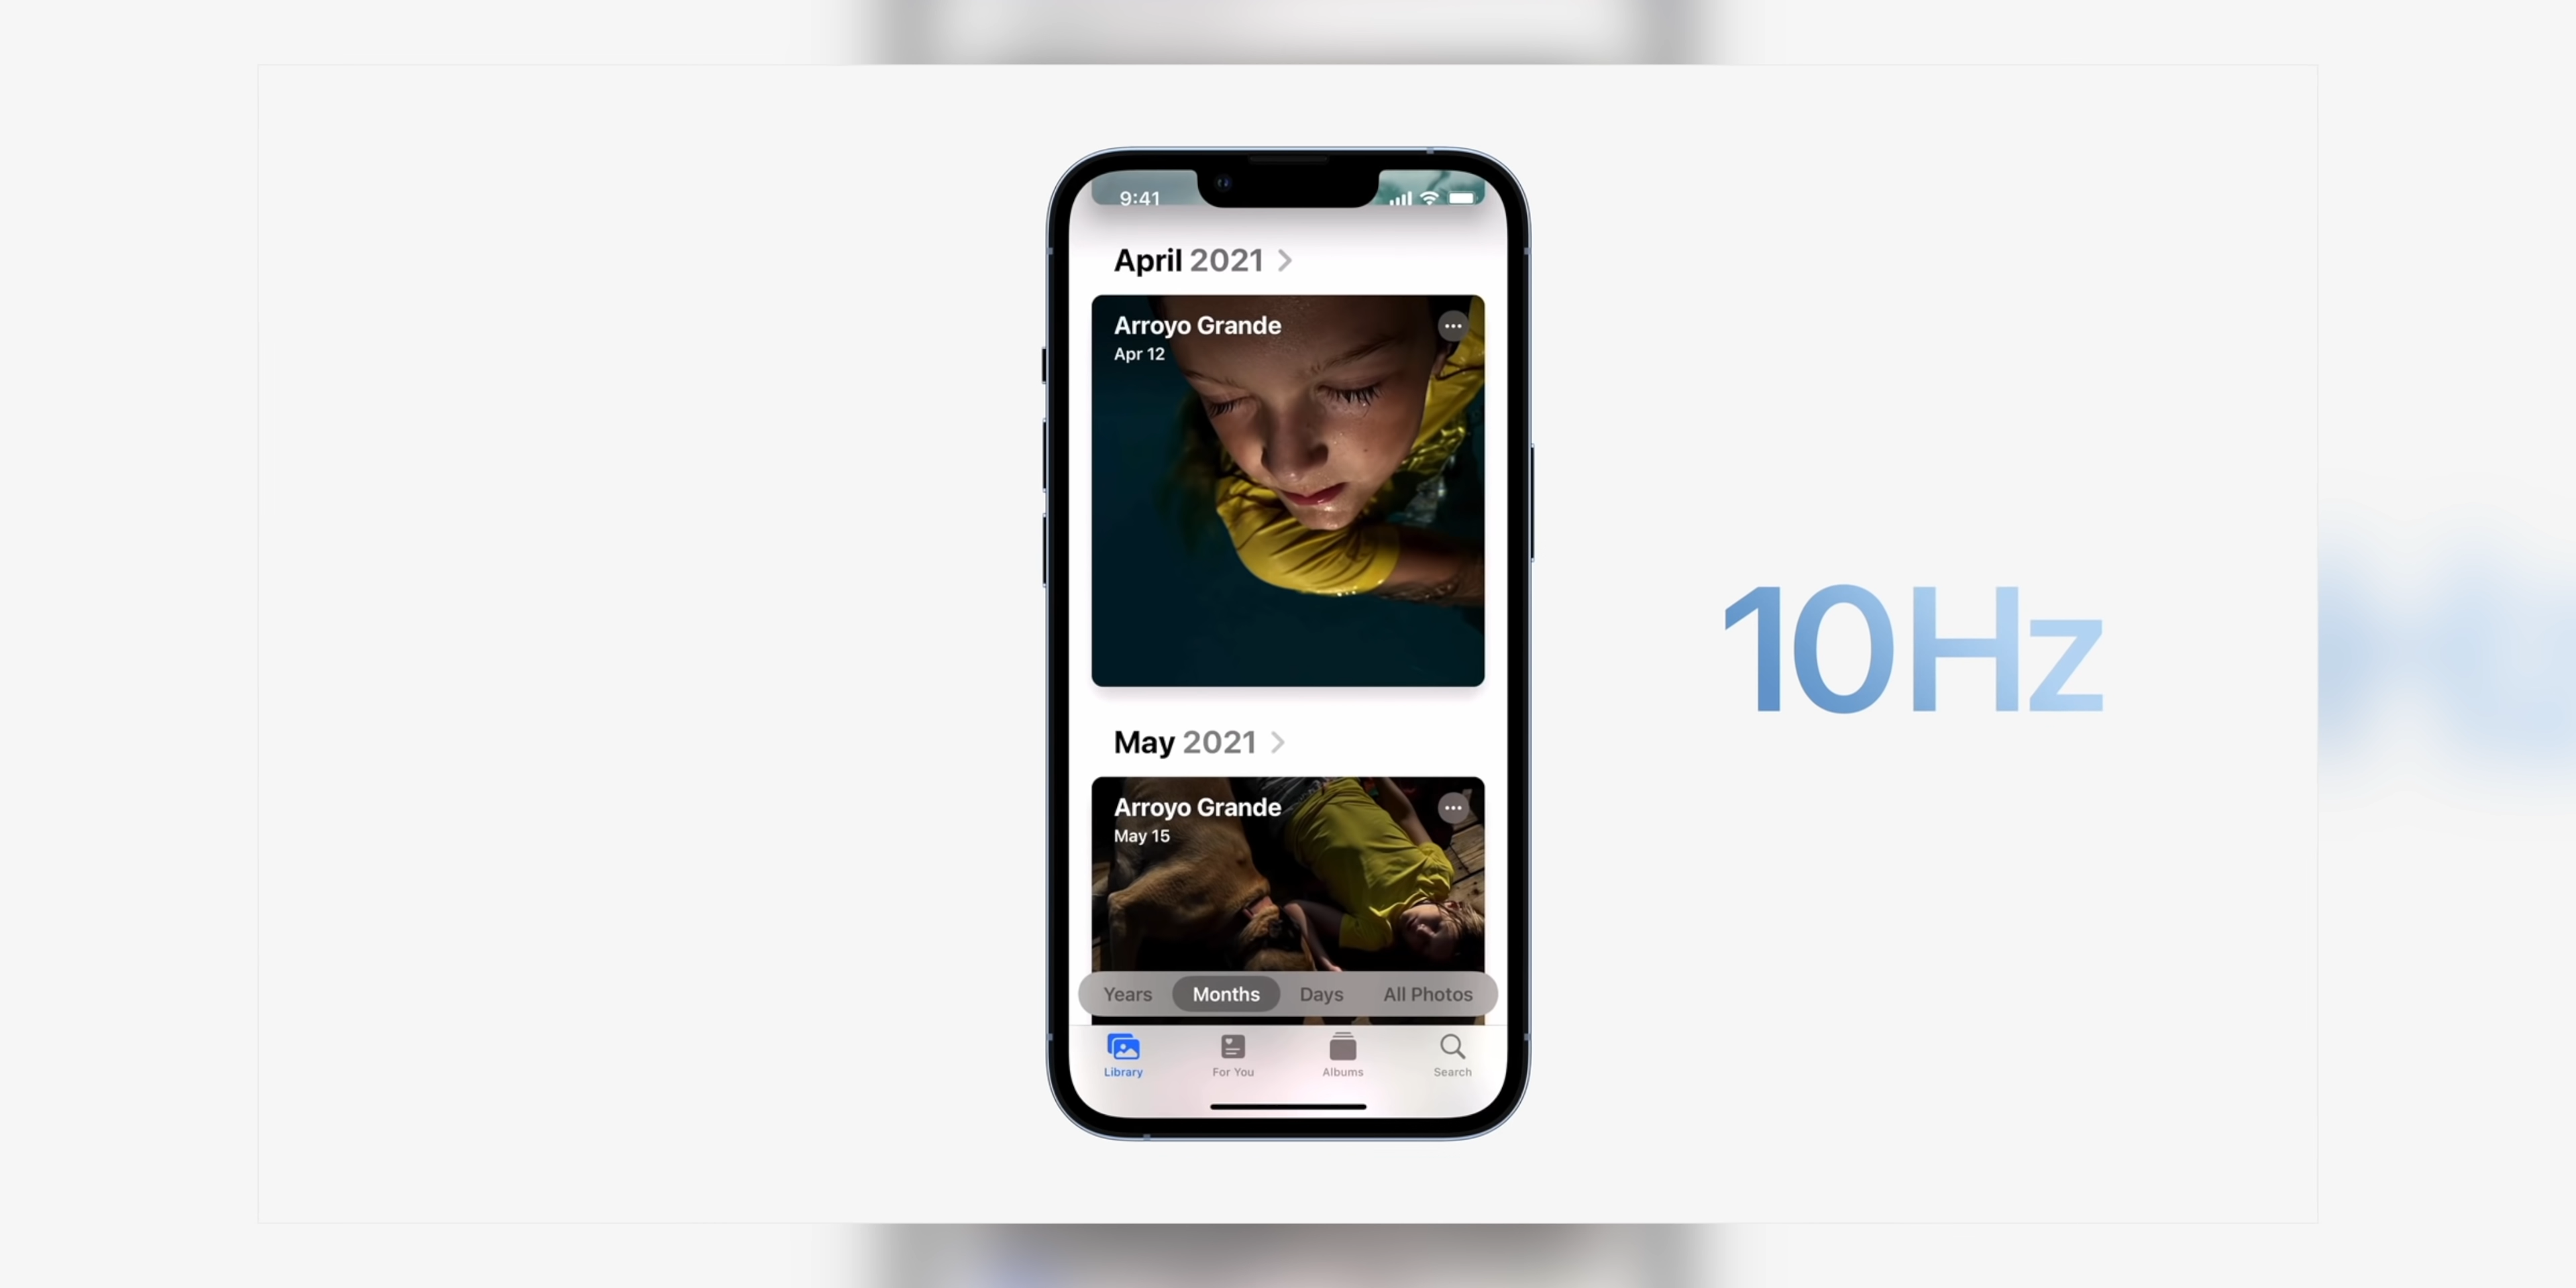 9:41
April 2021
Arroyo Grande
Apr 12
10Hz
May 2021
Arroyo Grande
May 15
Years Months Days All Photos
Library For You Albums Search